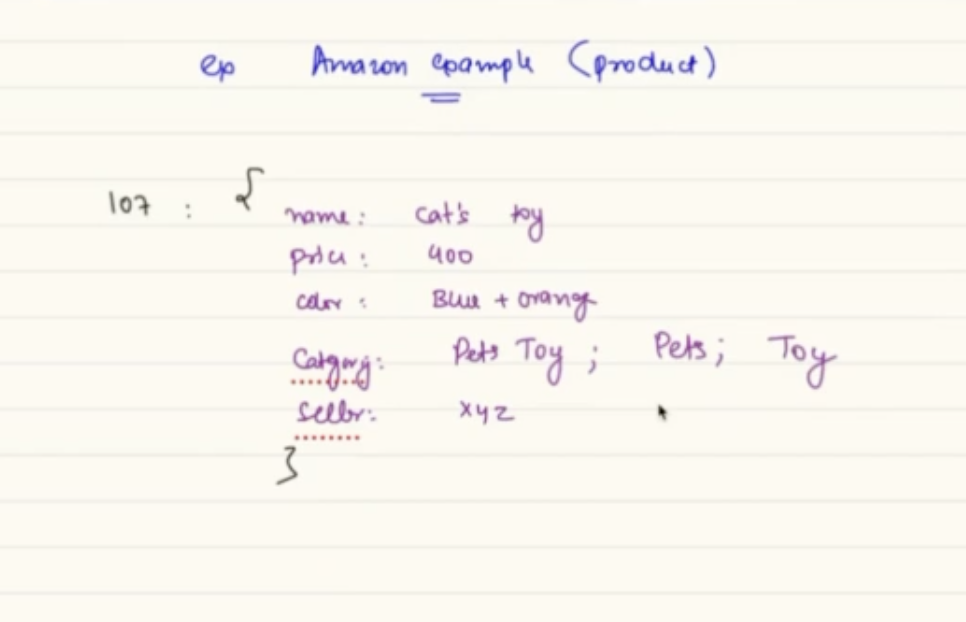 ex Amazon example (product)
107 : {
name : Cat's toy
price : 400
color : Blue + orange
Category: Pets Toy ; Pets ; Toy
Seller: xyz
}